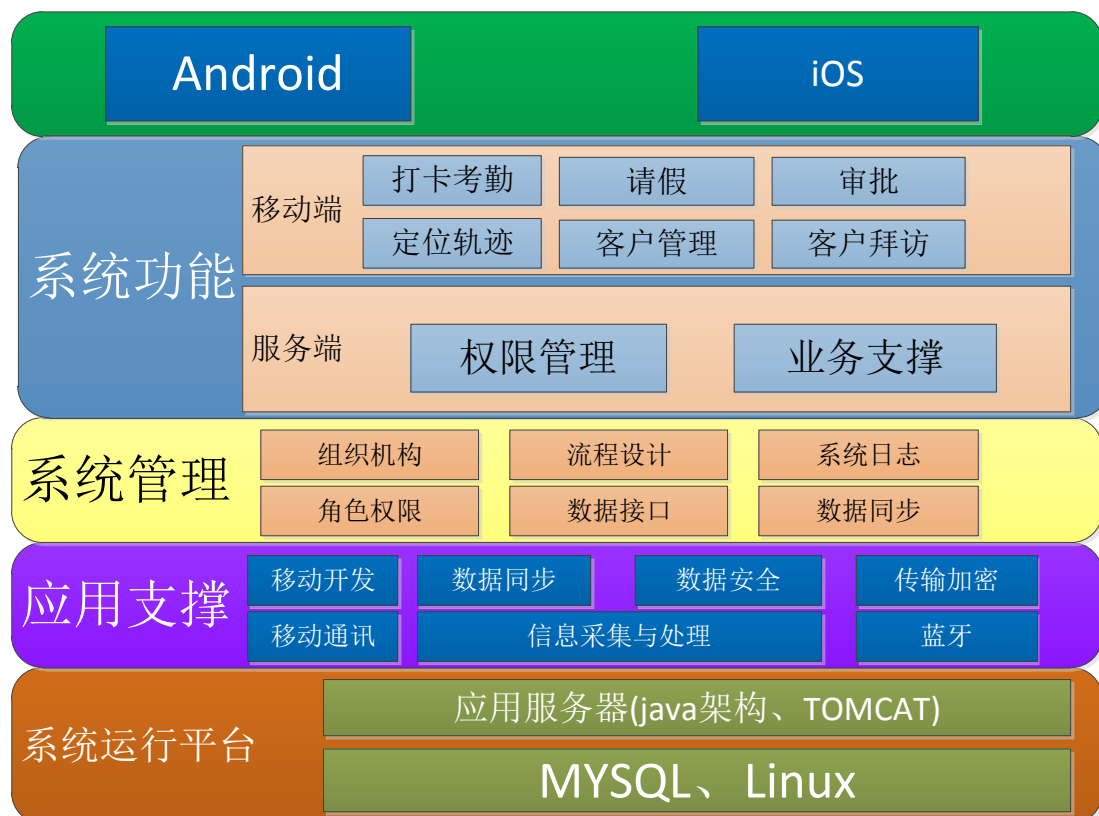 Android
iOS
系统功能
移动端
打卡考勤
请假
审批
定位轨迹
客户管理
客户拜访
服务端
权限管理
业务支撑
系统管理
组织机构
流程设计
系统日志
角色权限
数据接口
数据同步
应用支撑
移动开发
数据同步
数据安全
传输加密
移动通讯
信息采集与处理
蓝牙
系统运行平台
应用服务器(java架构、TOMCAT)
MYSQL、Linux